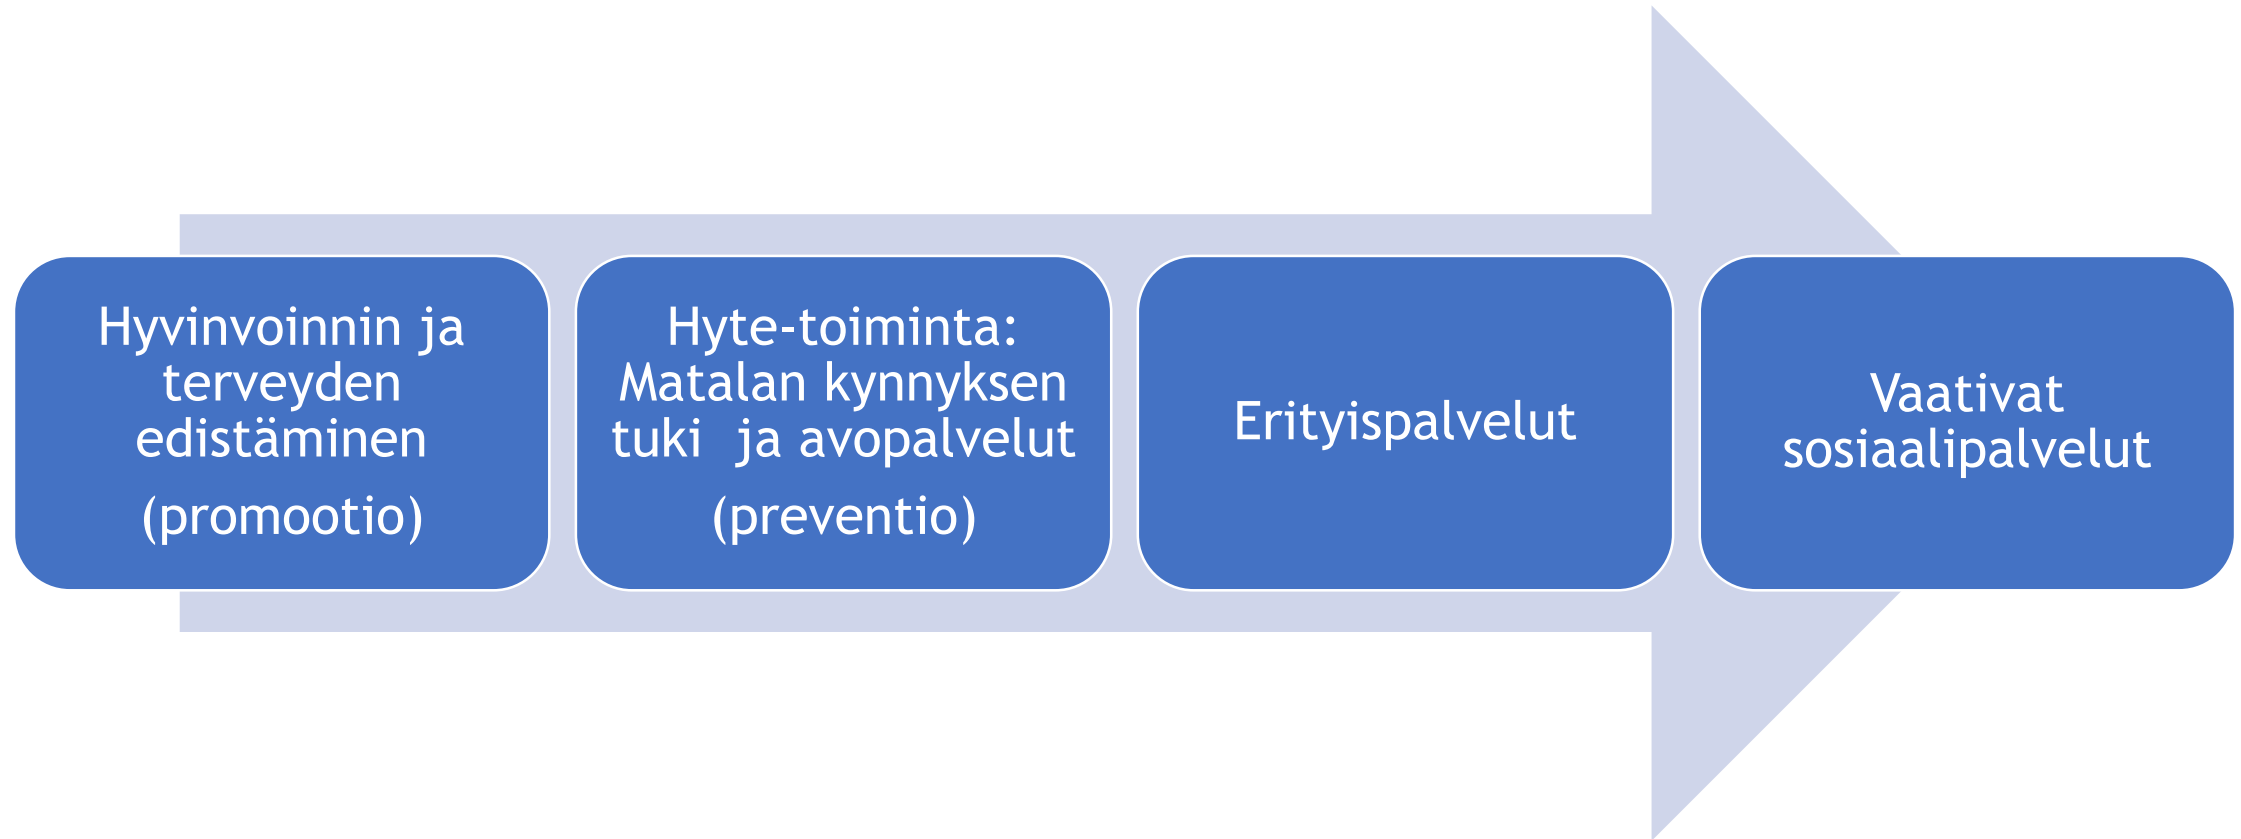 Hyvinvoinnin ja
terveyden
edistäminen
(promootio)
Hyte-toiminta:
Matalan kynnyksen
tuki  ja avopalvelut
(preventio)
Erityispalvelut
Vaativat
sosiaalipalvelut